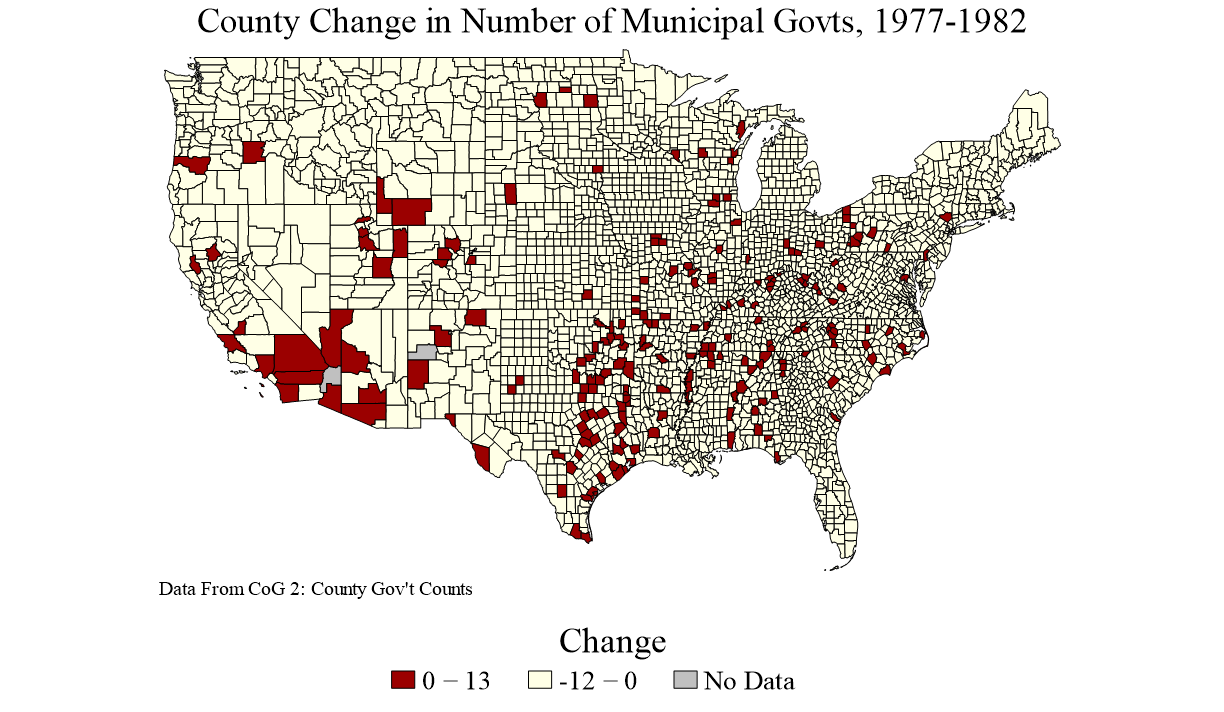 County Change in Number of Municipal Govts, 1977-1982
Data From CoG 2: County Gov't Counts
Change
0 − 13 -12 − 0 No Data